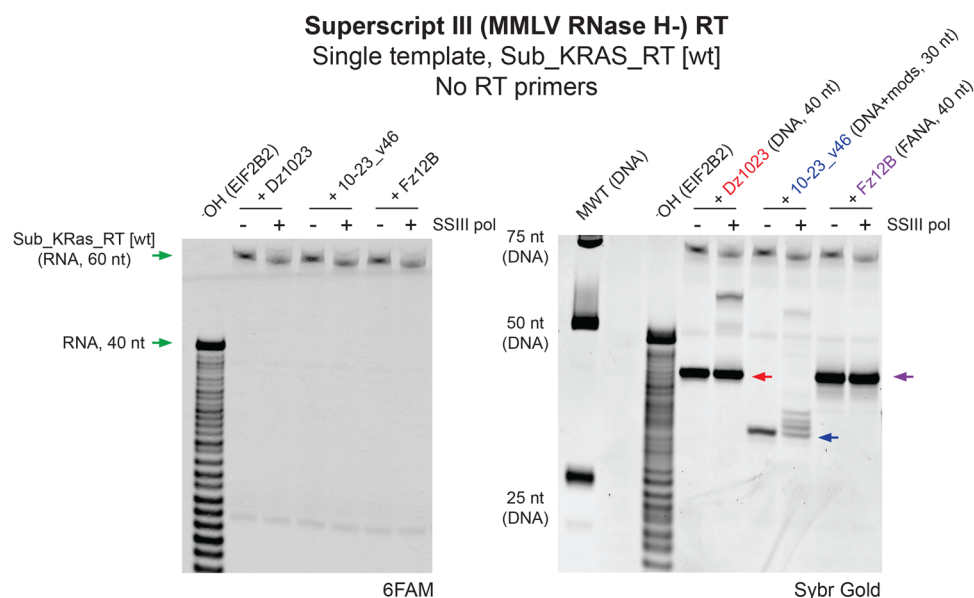 Superscript III (MMLV RNase H-) RT
Single template, Sub_KRAS_RT [wt]
No RT primers
-OH (EIF2B2)
+ Dz1023
+ 10-23_v46
+ Fz12B
- + - + - + SSIII pol
Sub_KRas_RT [wt]
(RNA, 60 nt)
RNA, 40 nt
6FAM
MWT (DNA)
-OH (EIF2B2)
+ Dz1023 (DNA, 40 nt)
+ 10-23_v46 (DNA+mods, 30 nt)
+ Fz12B (FANA, 40 nt)
- + - + - + SSIII pol
75 nt
(DNA)
50 nt
(DNA)
25 nt
(DNA)
Sybr Gold